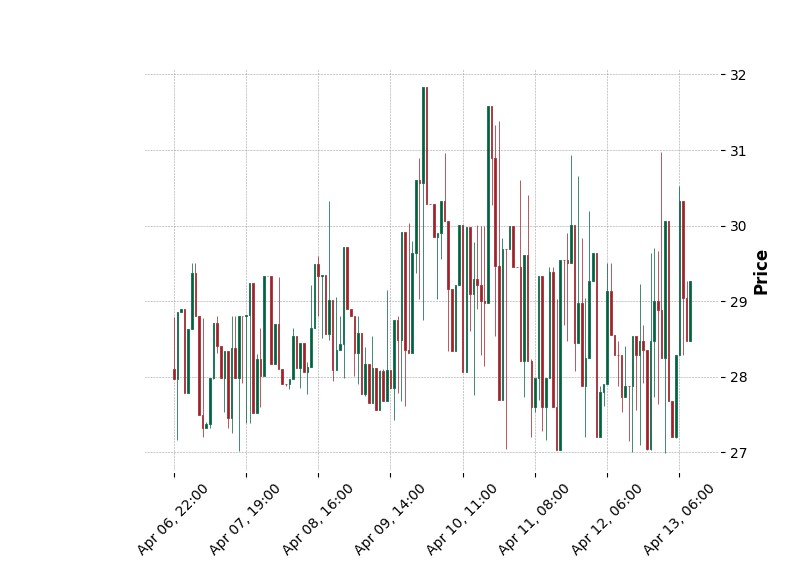 32
31
30
29
28
27
Price
Apr 06, 22:00
Apr 07, 19:00
Apr 08, 16:00
Apr 09, 14:00
Apr 10, 11:00
Apr 11, 08:00
Apr 12, 06:00
Apr 13, 06:00